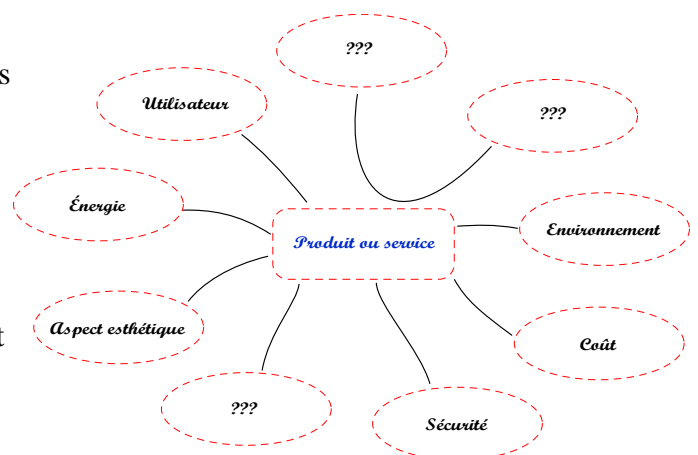 ???
s
Utilisateur
???
Énergie
Produit ou service
Environnement
Aspect esthétique
t
Coût
???
Sécurité